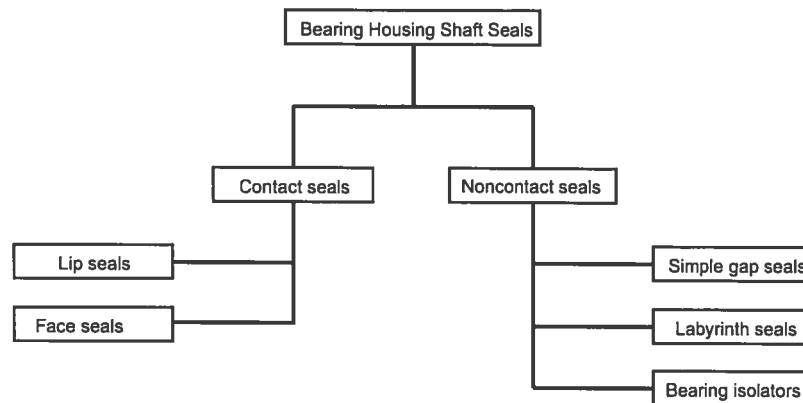 Bearing Housing Shaft Seals
Contact seals
Noncontact seals
Lip seals
Face seals
Simple gap seals
Labyrinth seals
Bearing isolators